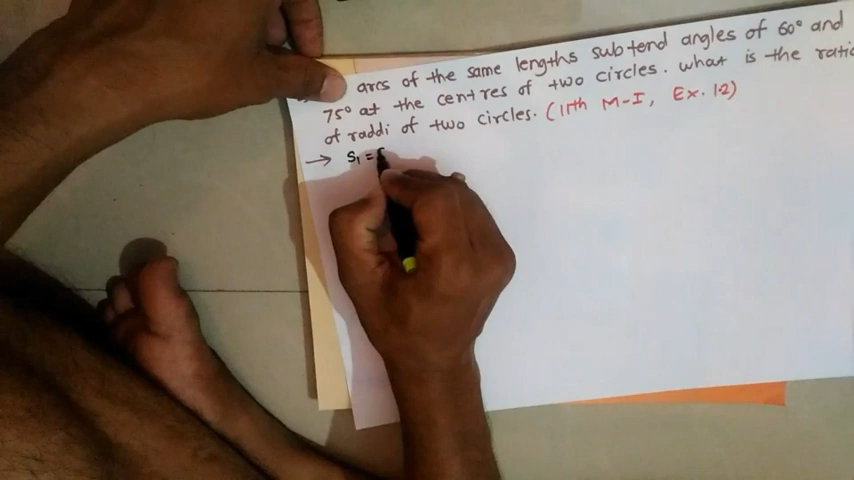 arcs of the same lengths subtend angles of 60° and
75° at the centres of two circles. what is the ratio
of raddi of two circles. (11th M-I, Ex. 1.2)
→ S₁ =